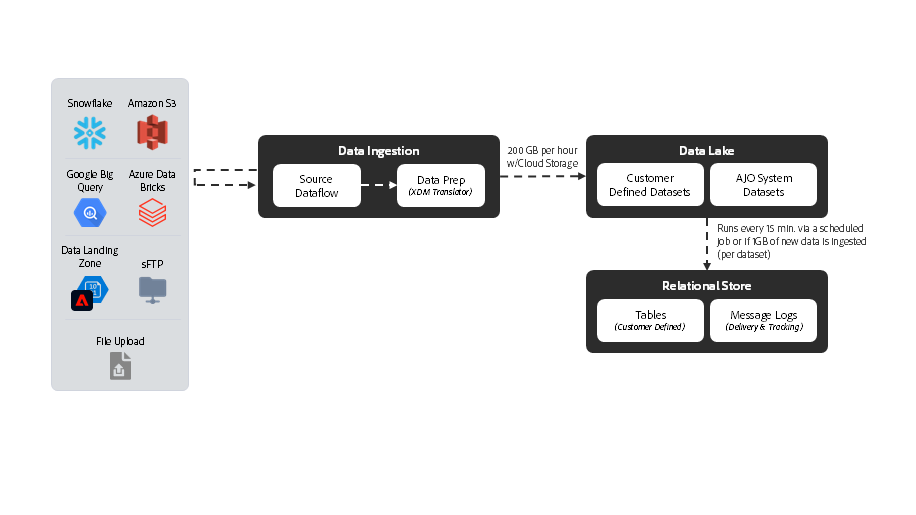 Snowflake
Amazon S3
Google Big
Query
Azure Data
Bricks
Data Landing
Zone
sFTP
File Upload
Data Ingestion
Source
Dataflow
Data Prep
(XDM Translator)
200 GB per hour
w/Cloud Storage
Data Lake
Customer
Defined Datasets
AJO System
Datasets
Runs every 15 min. via a scheduled
job or if 1GB of new data is ingested
(per dataset)
Relational Store
Tables
(Customer Defined)
Message Logs
(Delivery & Tracking)